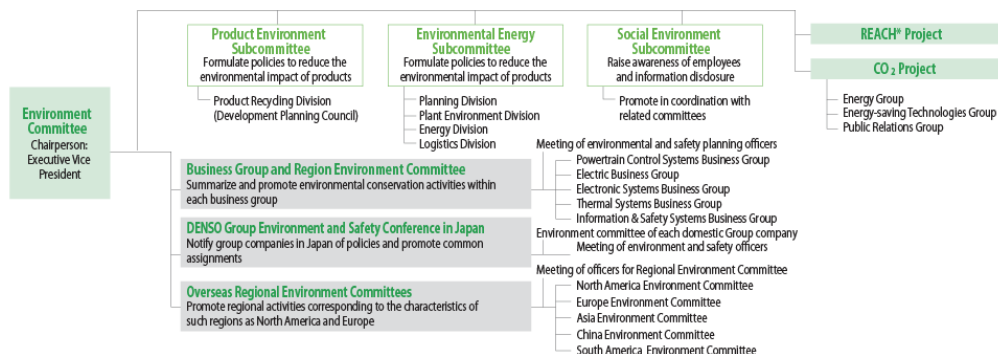 Product Environment
Subcommittee
Formulate policies to reduce the
environmental impact of products
Product Recycling Division
(Development Planning Council)
Environmental Energy
Subcommittee
Formulate policies to reduce the
environmental impact of products
Planning Division
Plant Environment Division
Energy Division
Logistics Division
Social Environment
Subcommittee
Raise awareness of employees
and information disclosure
Promote in coordination with
related committees
REACH* Project
CO₂ Project
Energy Group
Energy-saving Technologies Group
Public Relations Group
Environment
Committee
Chairperson:
Executive Vice
President
Business Group and Region Environment Committee
Summarize and promote environmental conservation activities within
each business group
Meeting of environmental and safety planning officers
Powertrain Control Systems Business Group
Electric Business Group
Electronic Systems Business Group
Thermal Systems Business Group
Information & Safety Systems Business Group
DENSO Group Environment and Safety Conference in Japan
Notify group companies in Japan of policies and promote common
assignments
Environment committee of each domestic Group company
Meeting of environment and safety officers
Overseas Regional Environment Committees
Promote regional activities corresponding to the characteristics of
such regions as North America and Europe
Meeting of officers for Regional Environment Committee
North America Environment Committee
Europe Environment Committee
Asia Environment Committee
China Environment Committee
South America Environment Committee